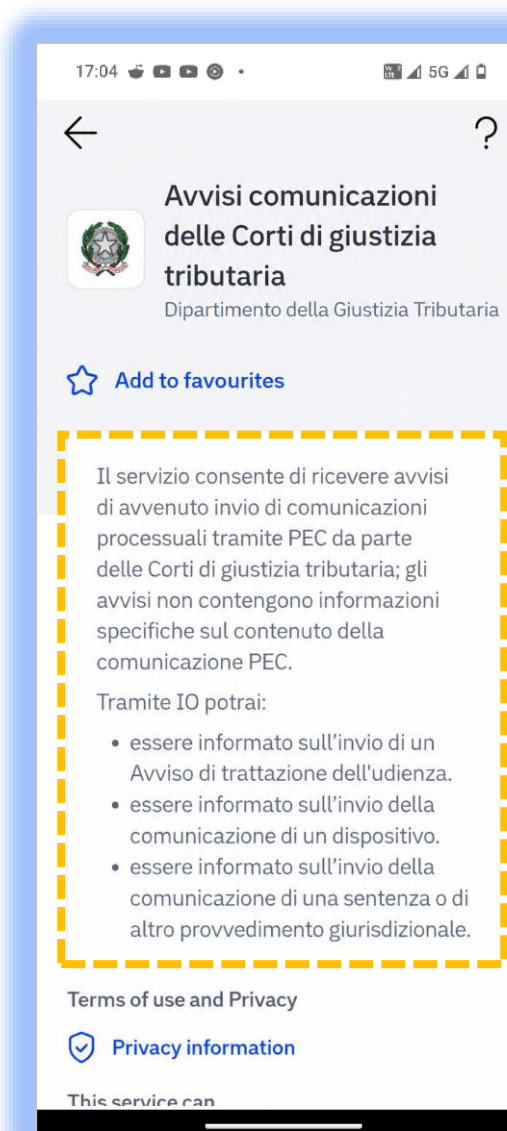 17:04
5G
?
Avvisi comunicazioni
delle Corti di giustizia
tributaria
Dipartimento della Giustizia Tributaria
Add to favourites
Il servizio consente di ricevere avvisi
di avvenuto invio di comunicazioni
processuali tramite PEC da parte
delle Corti di giustizia tributaria; gli
avvisi non contengono informazioni
specifiche sul contenuto della
comunicazione PEC.
Tramite IO potrai:
• essere informato sull'invio di un
Avviso di trattazione dell'udienza.
• essere informato sull'invio della
comunicazione di un dispositivo.
• essere informato sull'invio della
comunicazione di una sentenza o di
altro provvedimento giurisdizionale.
Terms of use and Privacy
Privacy information
This service can